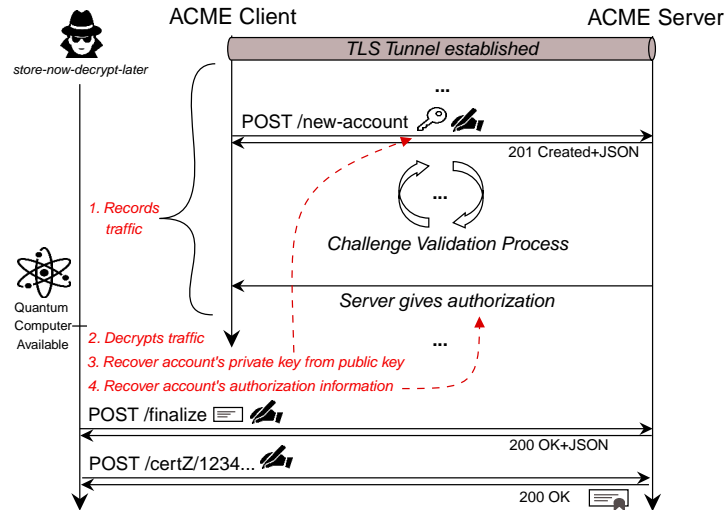 ACME Client
ACME Server
store-now-decrypt-later
TLS Tunnel established
...
POST /new-account
201 Created+JSON
1. Records
traffic
...
Challenge Validation Process
Server gives authorization
Quantum
Computer
Available
2. Decrypts traffic
...
3. Recover account's private key from public key
4. Recover account's authorization information
POST /finalize
200 OK+JSON
POST /certZ/1234...
200 OK